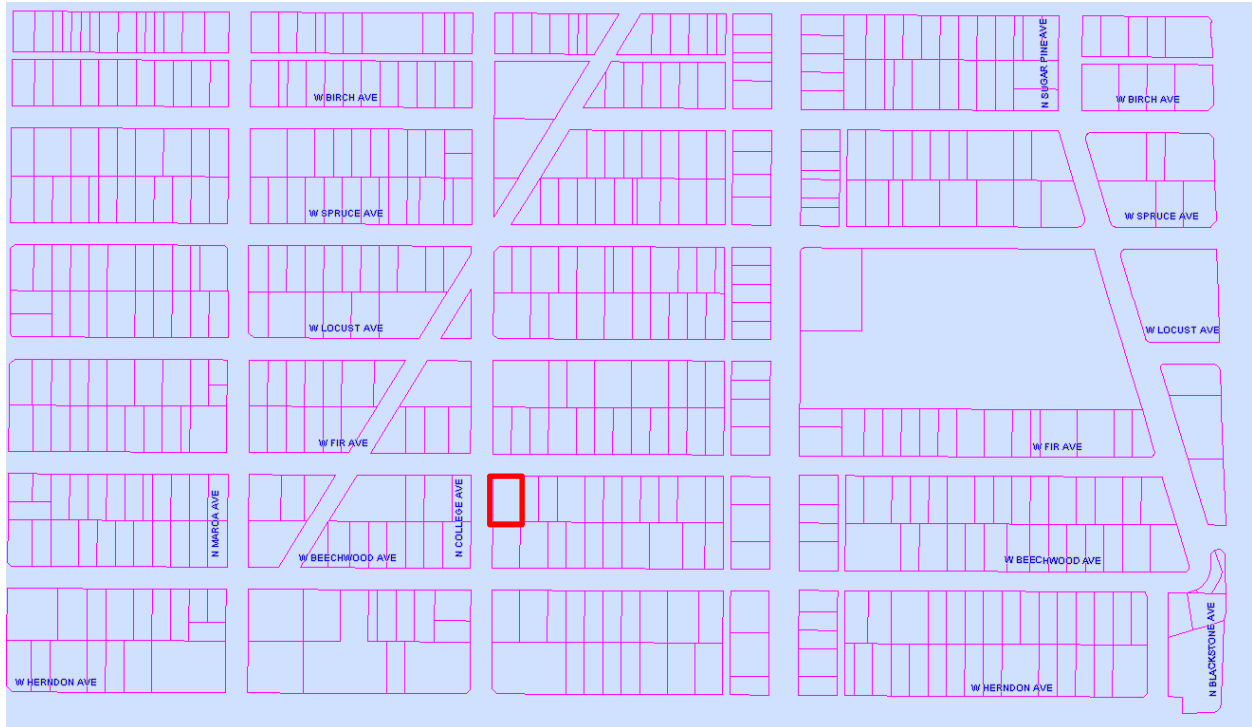 N SUGAR PINE AVE
W BIRCH AVE
W BIRCH AVE
W SPRUCE AVE
W SPRUCE AVE
W LOCUST AVE
W LOCUST AVE
W FIR AVE
W FIR AVE
N MAROA AVE
N COLLEGE AVE
W BEECHWOOD AVE
W BEECHWOOD AVE
N BLACKSTONE AVE
W HERNDON AVE
W HERNDON AVE